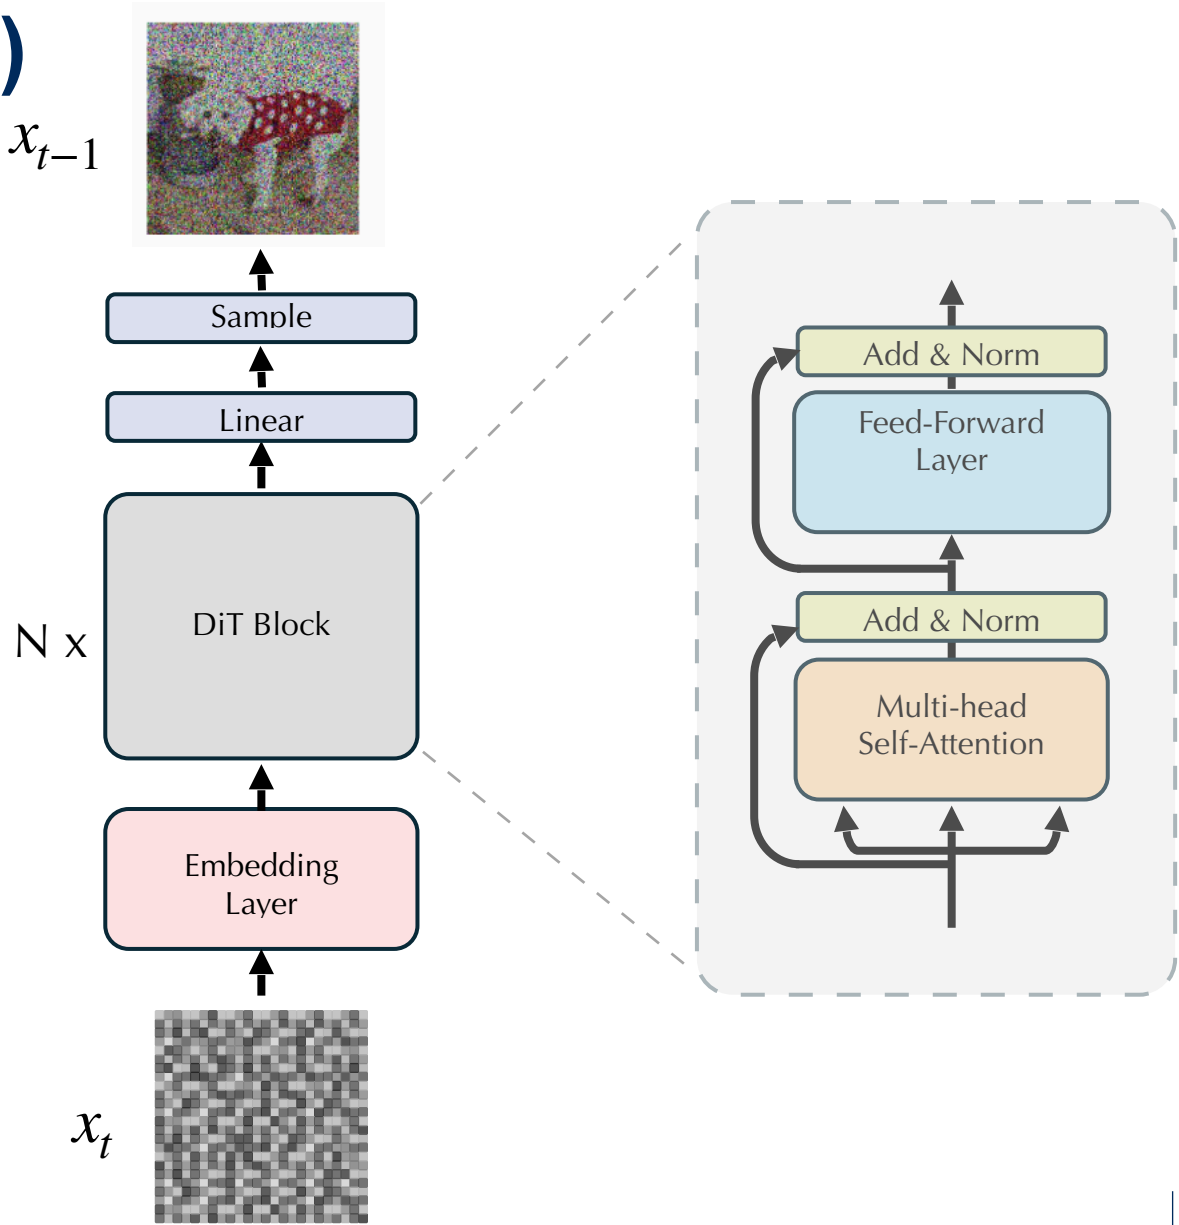 )
x_{t−1}
Sample
Linear
DiT Block
N x
Embedding
Layer
x_t
Add & Norm
Feed-Forward
Layer
Add & Norm
Multi-head
Self-Attention